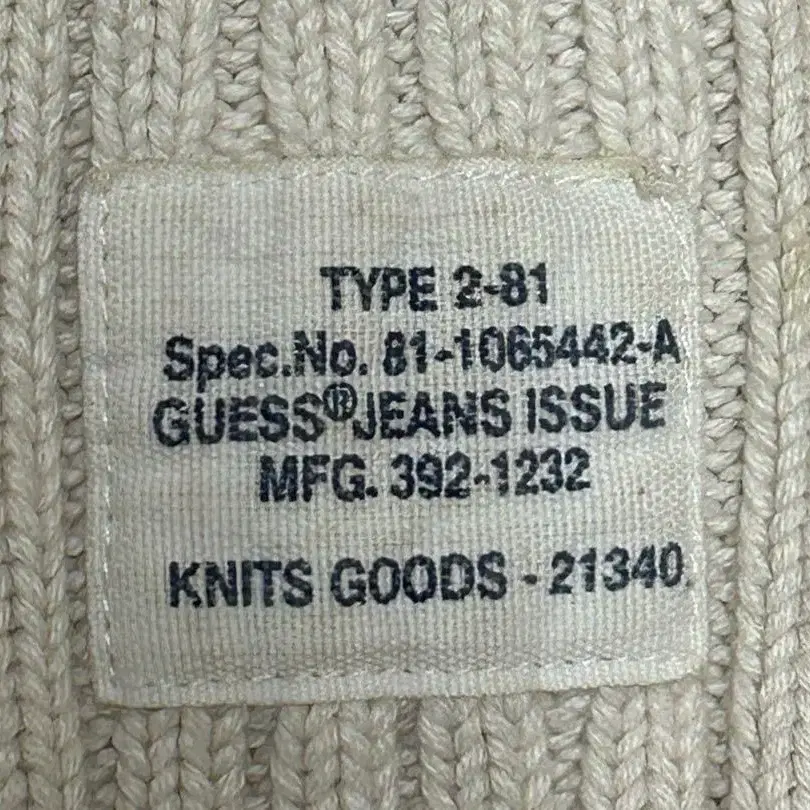 TYPE 2-81
Spec.No. 81-1065442-A
GUESS® JEANS ISSUE
MFG. 392-1232
KNITS GOODS - 21340